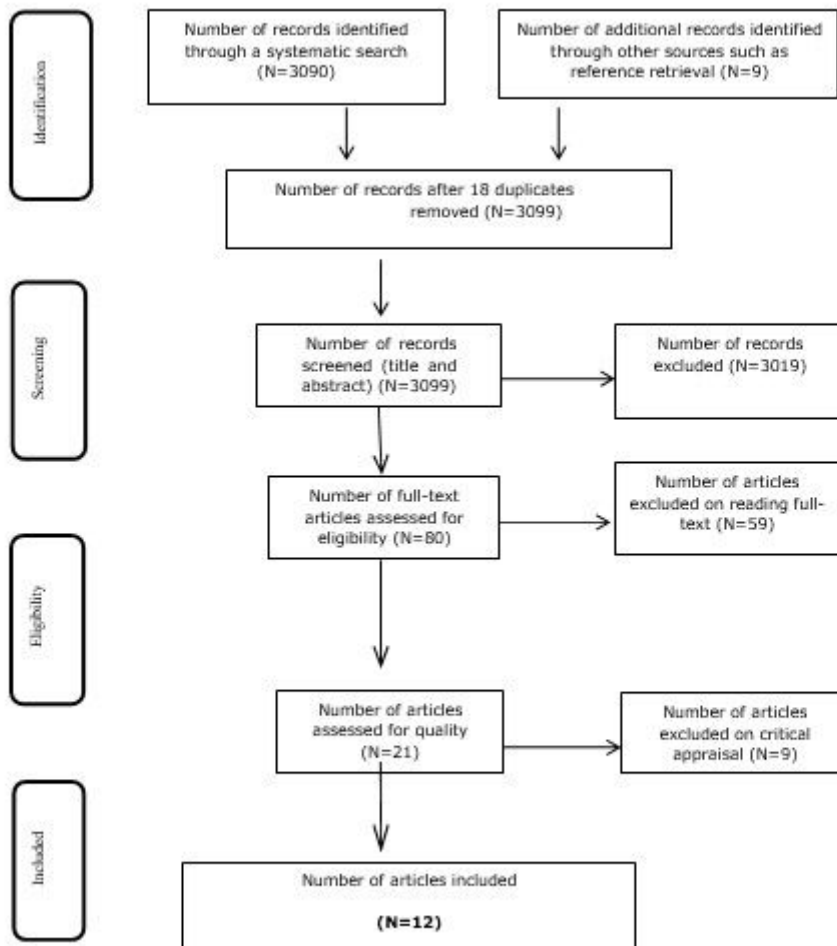 Identification
Number of records identified
through a systematic search
(N=3090)
Number of additional records identified
through other sources such as
reference retrieval (N=9)
Number of records after 18 duplicates
removed (N=3099)
Screening
Number of records
screened (title and
abstract) (N=3099)
Number of records
excluded (N=3019)
Number of full-text
articles assessed for
eligibility (N=80)
Number of articles
excluded on reading full-
text (N=59)
Eligibility
Number of articles
assessed for quality
(N=21)
Number of articles
excluded on critical
appraisal (N=9)
Included
Number of articles included
(N=12)